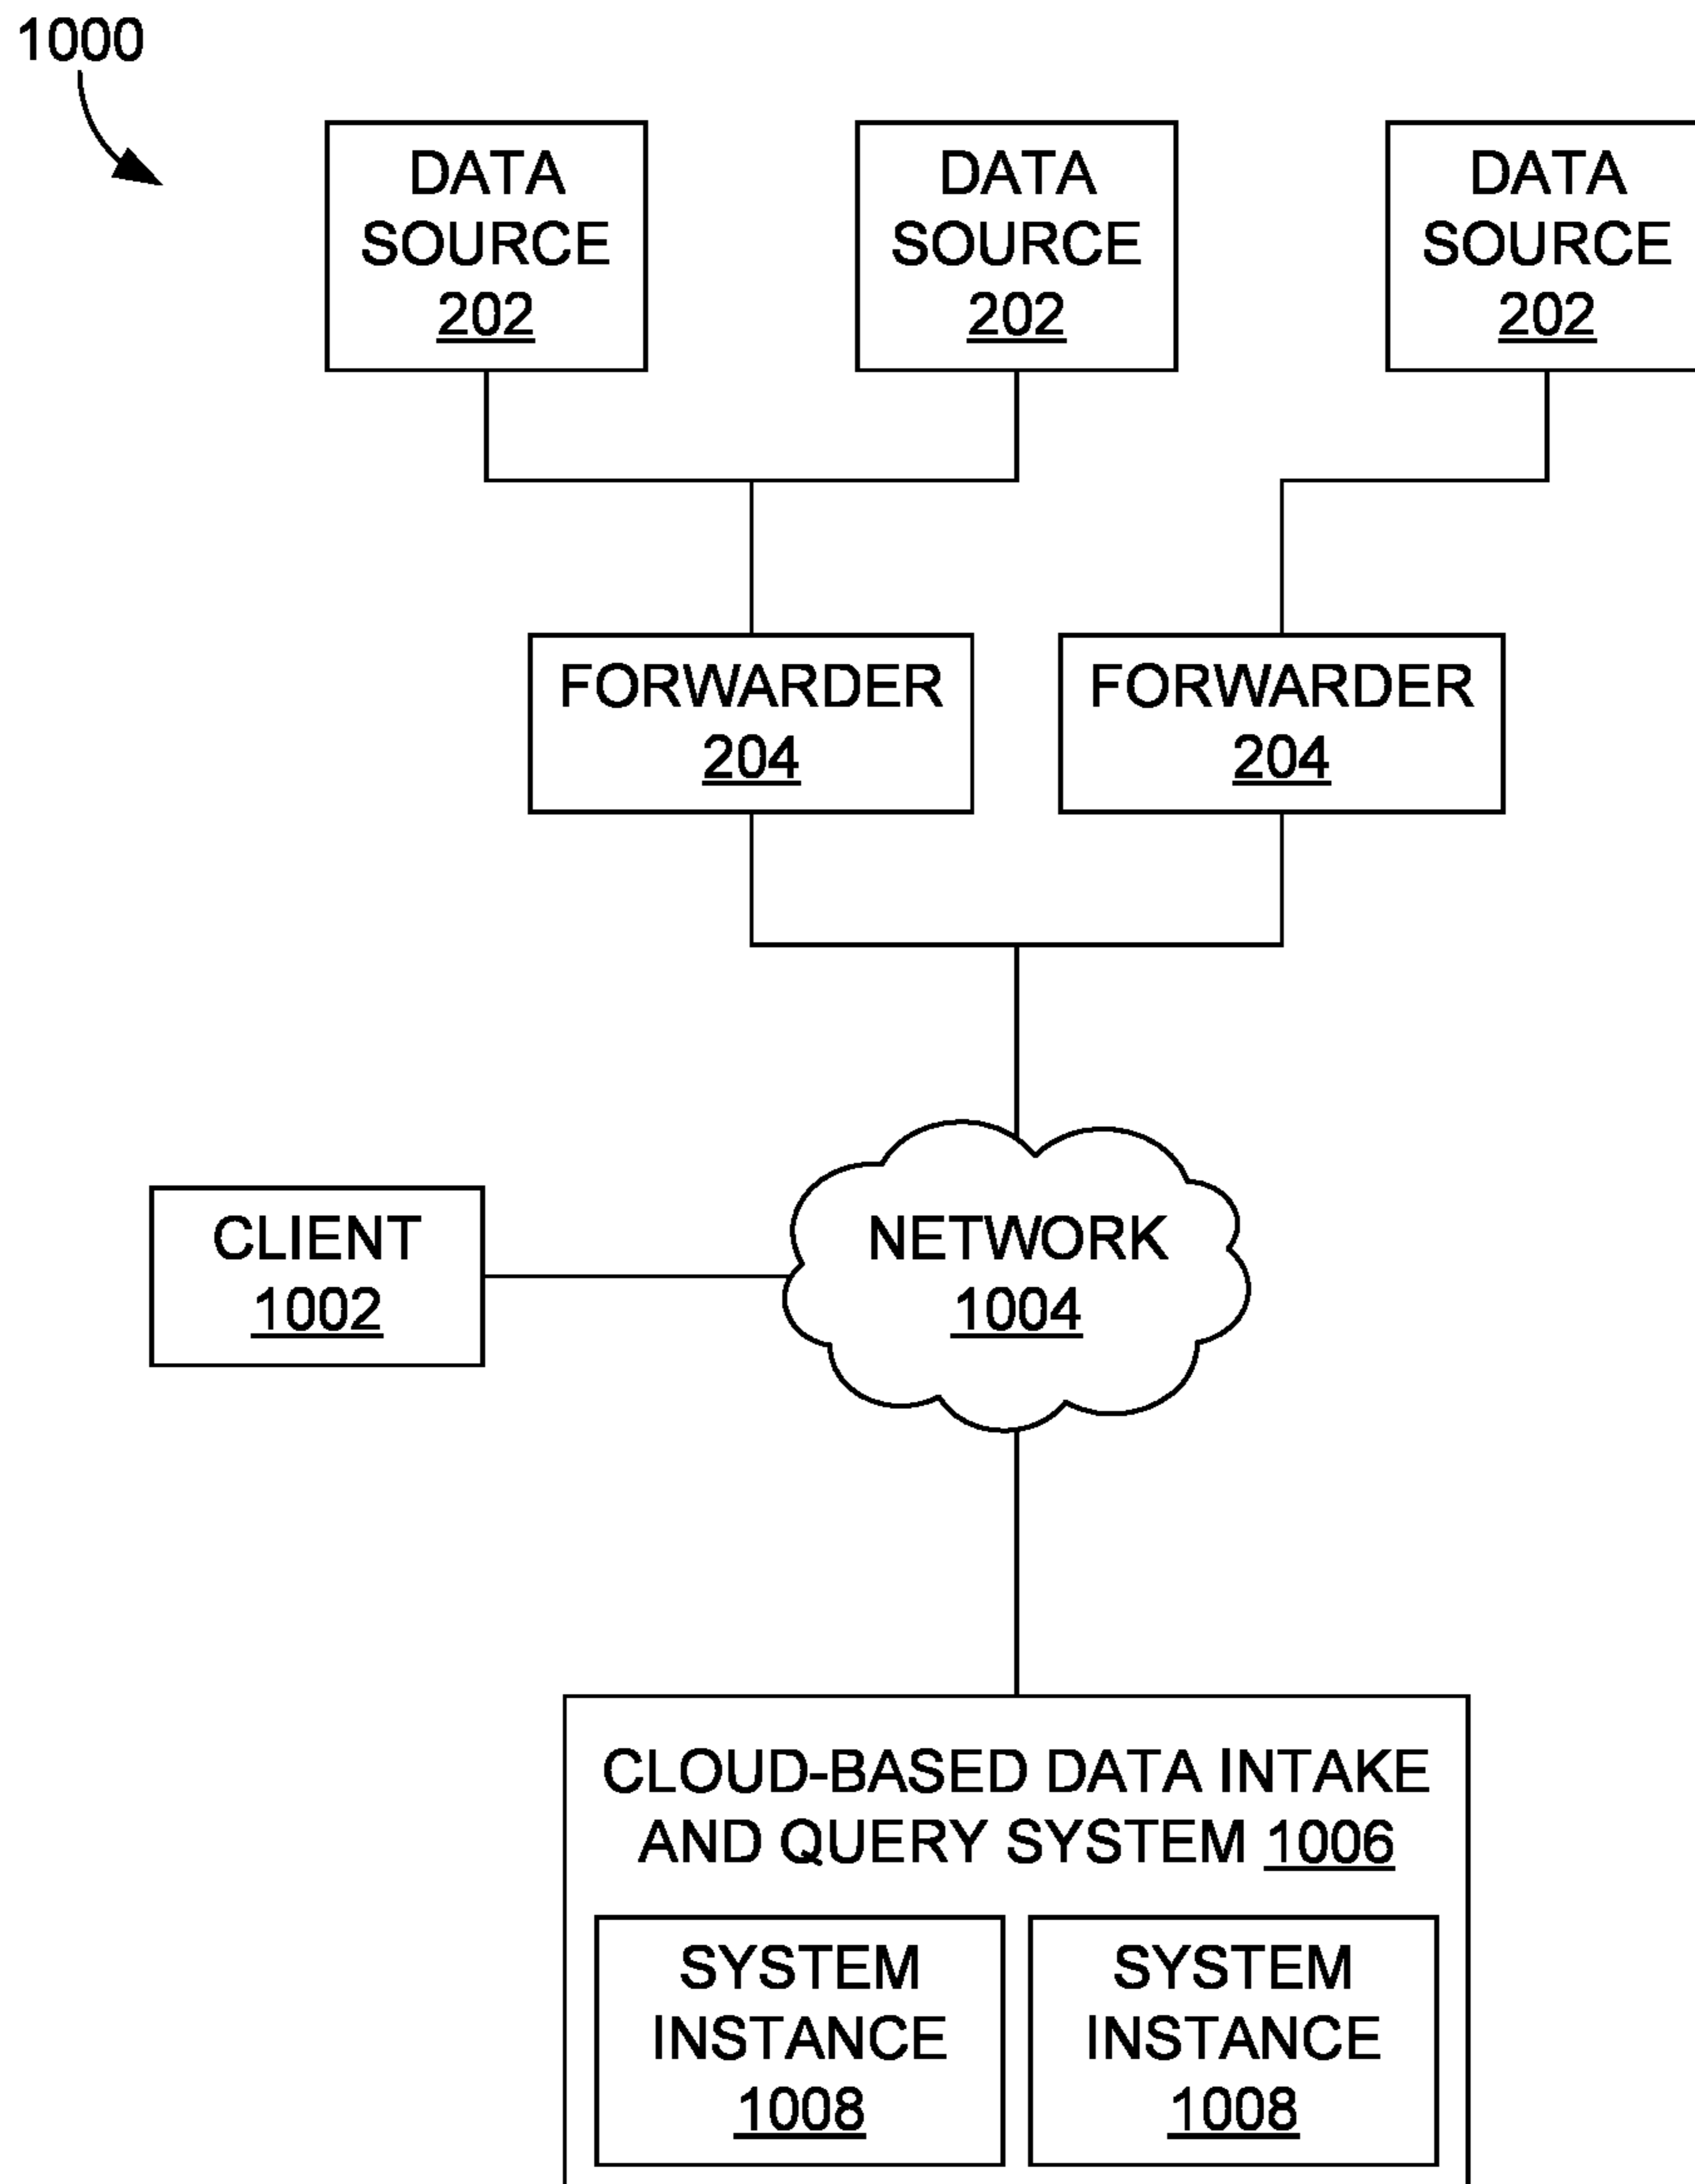 1000
DATA
SOURCE
202
DATA
SOURCE
202
DATA
SOURCE
202
FORWARDER
204
FORWARDER
204
CLIENT
1002
NETWORK
1004
CLOUD-BASED DATA INTAKE
AND QUERY SYSTEM 1006
SYSTEM
INSTANCE
1008
SYSTEM
INSTANCE
1008